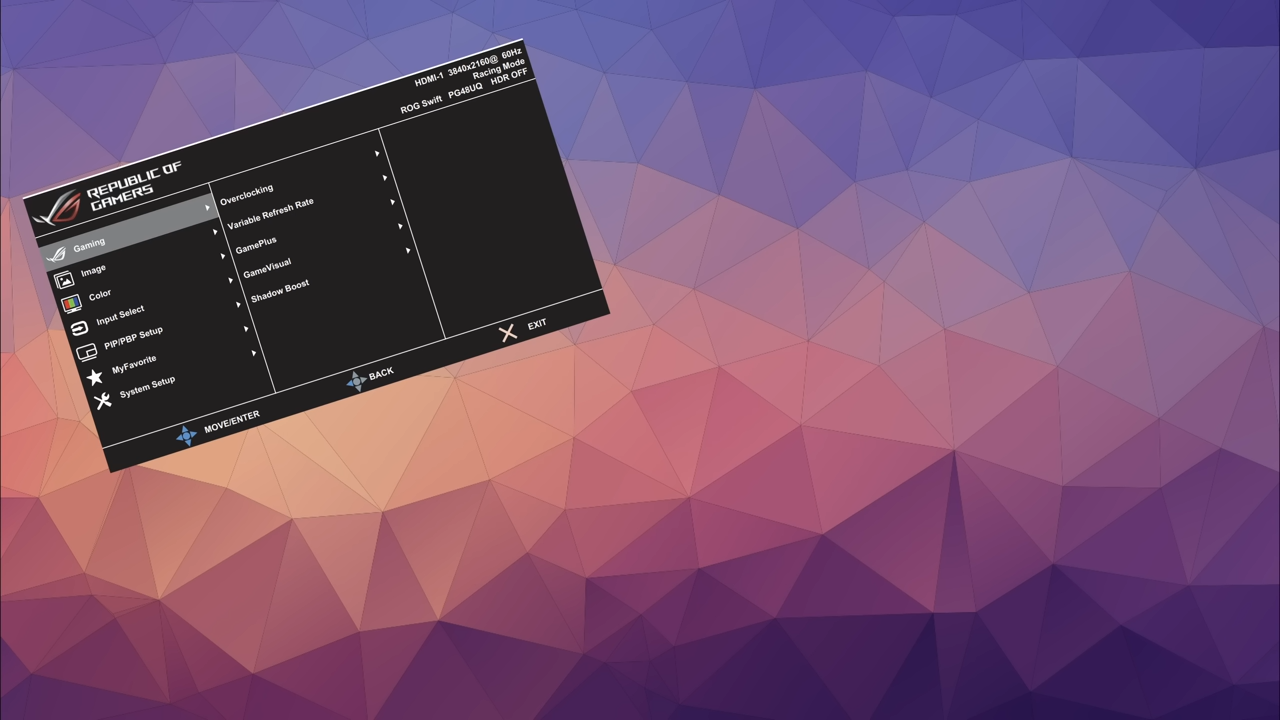 HDMI-1 3840x2160@ 60Hz
Racing Mode
ROG Swift PG48UQ HDR OFF
REPUBLIC OF
GAMERS
Gaming
Image
Color
Input Select
PIP/PBP Setup
MyFavorite
System Setup
Overclocking
Variable Refresh Rate
GamePlus
GameVisual
Shadow Boost
MOVE/ENTER
BACK
EXIT